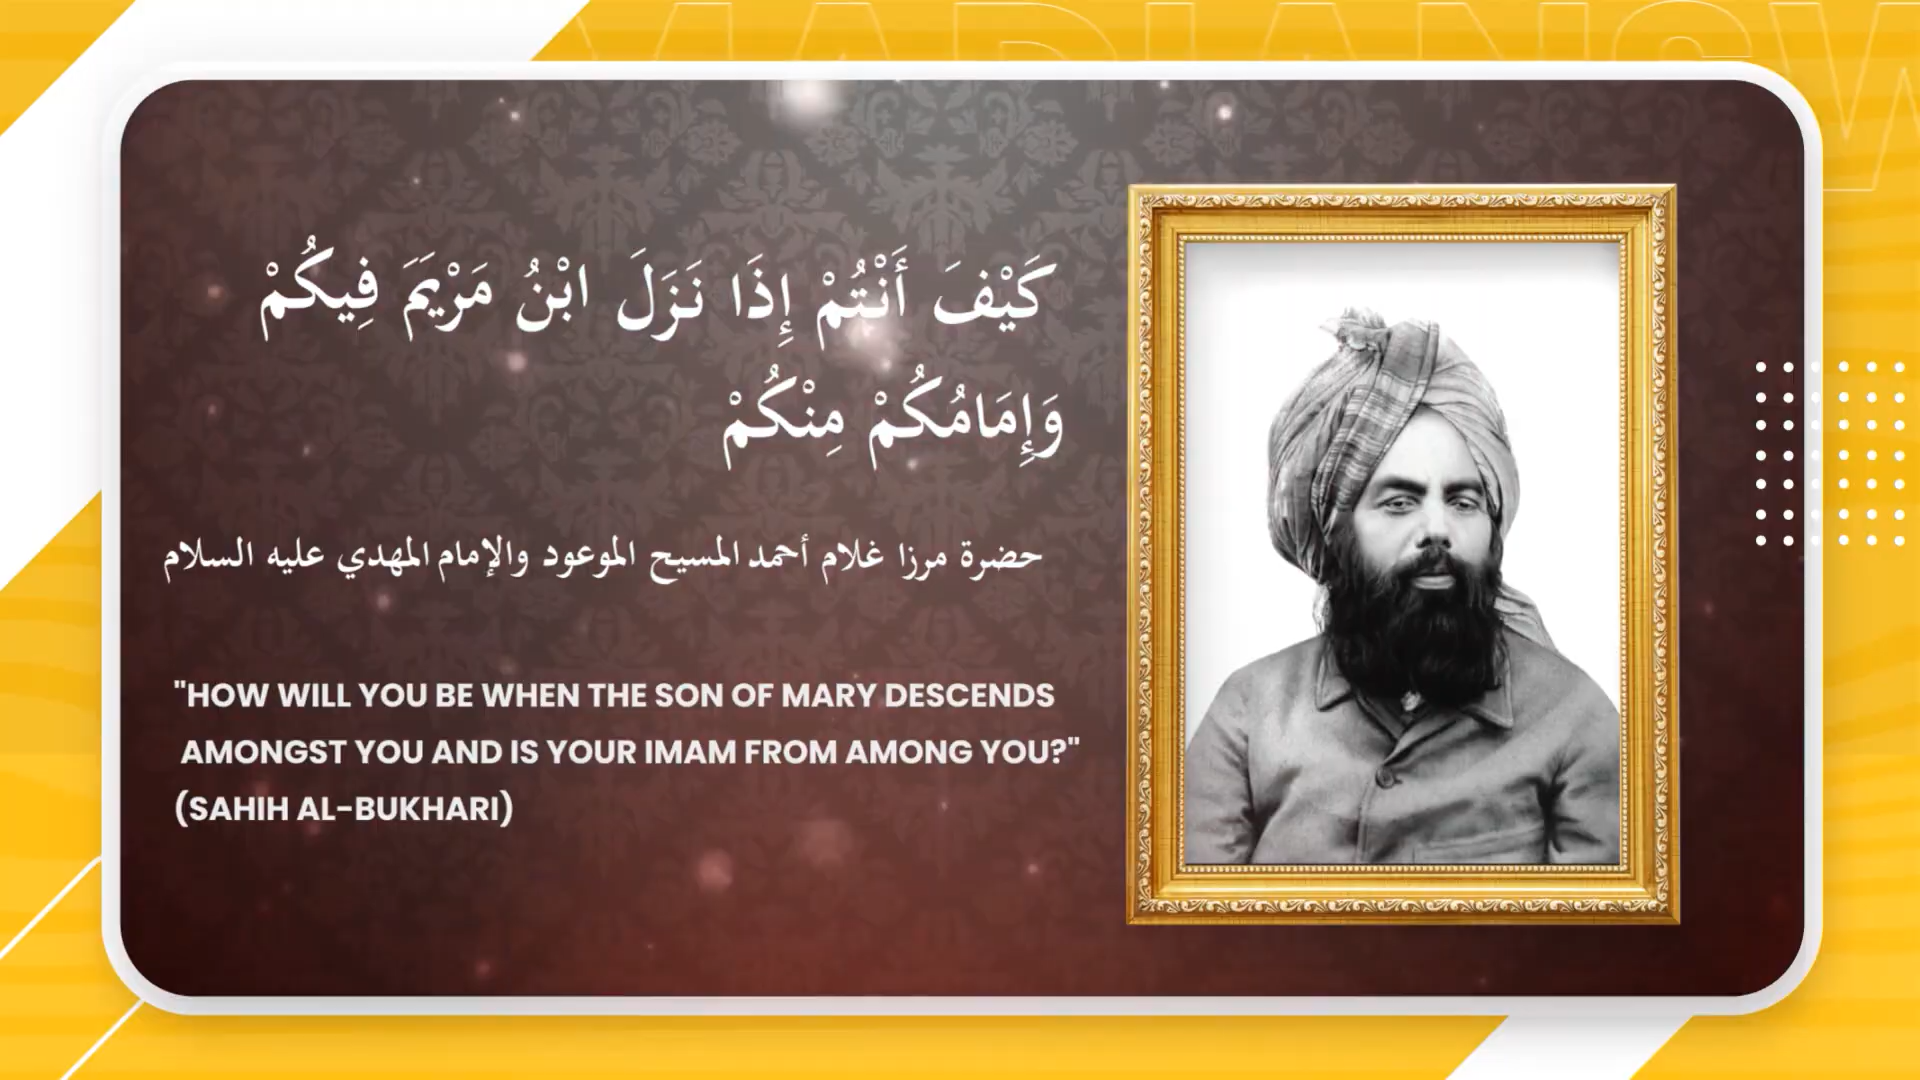 كَيْفَ أَنْتُمْ إِذَا نَزَلَ ابْنُ مَرْيَمَ فِيكُمْ
وَإِمَامُكُمْ مِنْكُمْ
حضرة مرزا غلام أحمد المسيح الموعود والإمام المهدي عليه السلام
"HOW WILL YOU BE WHEN THE SON OF MARY DESCENDS
AMONGST YOU AND IS YOUR IMAM FROM AMONG YOU?"
(SAHIH AL-BUKHARI)